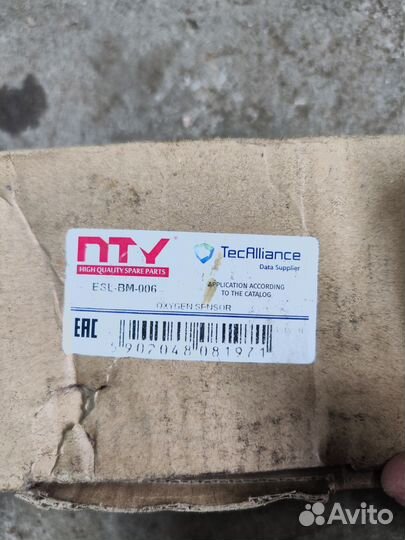 NTY
HIGH QUALITY SPARE PARTS
TecAlliance
Data Supplier
ESL-BM-006
APPLICATION ACCORDING
TO THE CATALOG
OXYGEN SENSOR
EAC
5902048081971
Avito